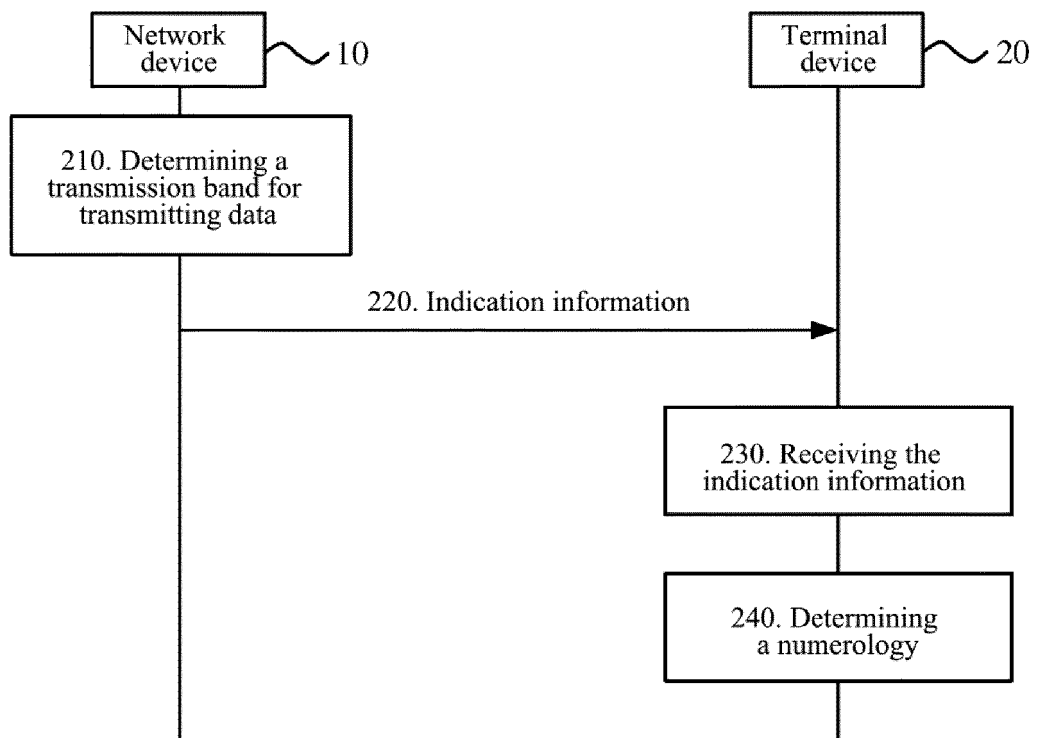 Network
device
10
Terminal
device
20
210. Determining a
transmission band for
transmitting data
220. Indication information
230. Receiving the
indication information
240. Determining
a numerology